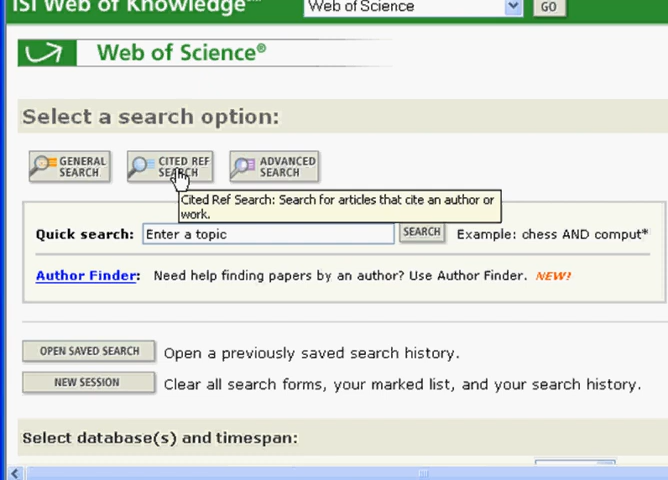 ISI Web of Knowledge℠ Web of Science GO
Web of Science®
Select a search option:
GENERAL SEARCH CITED REF SEARCH ADVANCED SEARCH
Cited Ref Search: Search for articles that cite an author or
work.
Quick search: Enter a topic SEARCH Example: chess AND comput*
Author Finder: Need help finding papers by an author? Use Author Finder. NEW!
OPEN SAVED SEARCH Open a previously saved search history.
NEW SESSION Clear all search forms, your marked list, and your search history.
Select database(s) and timespan: